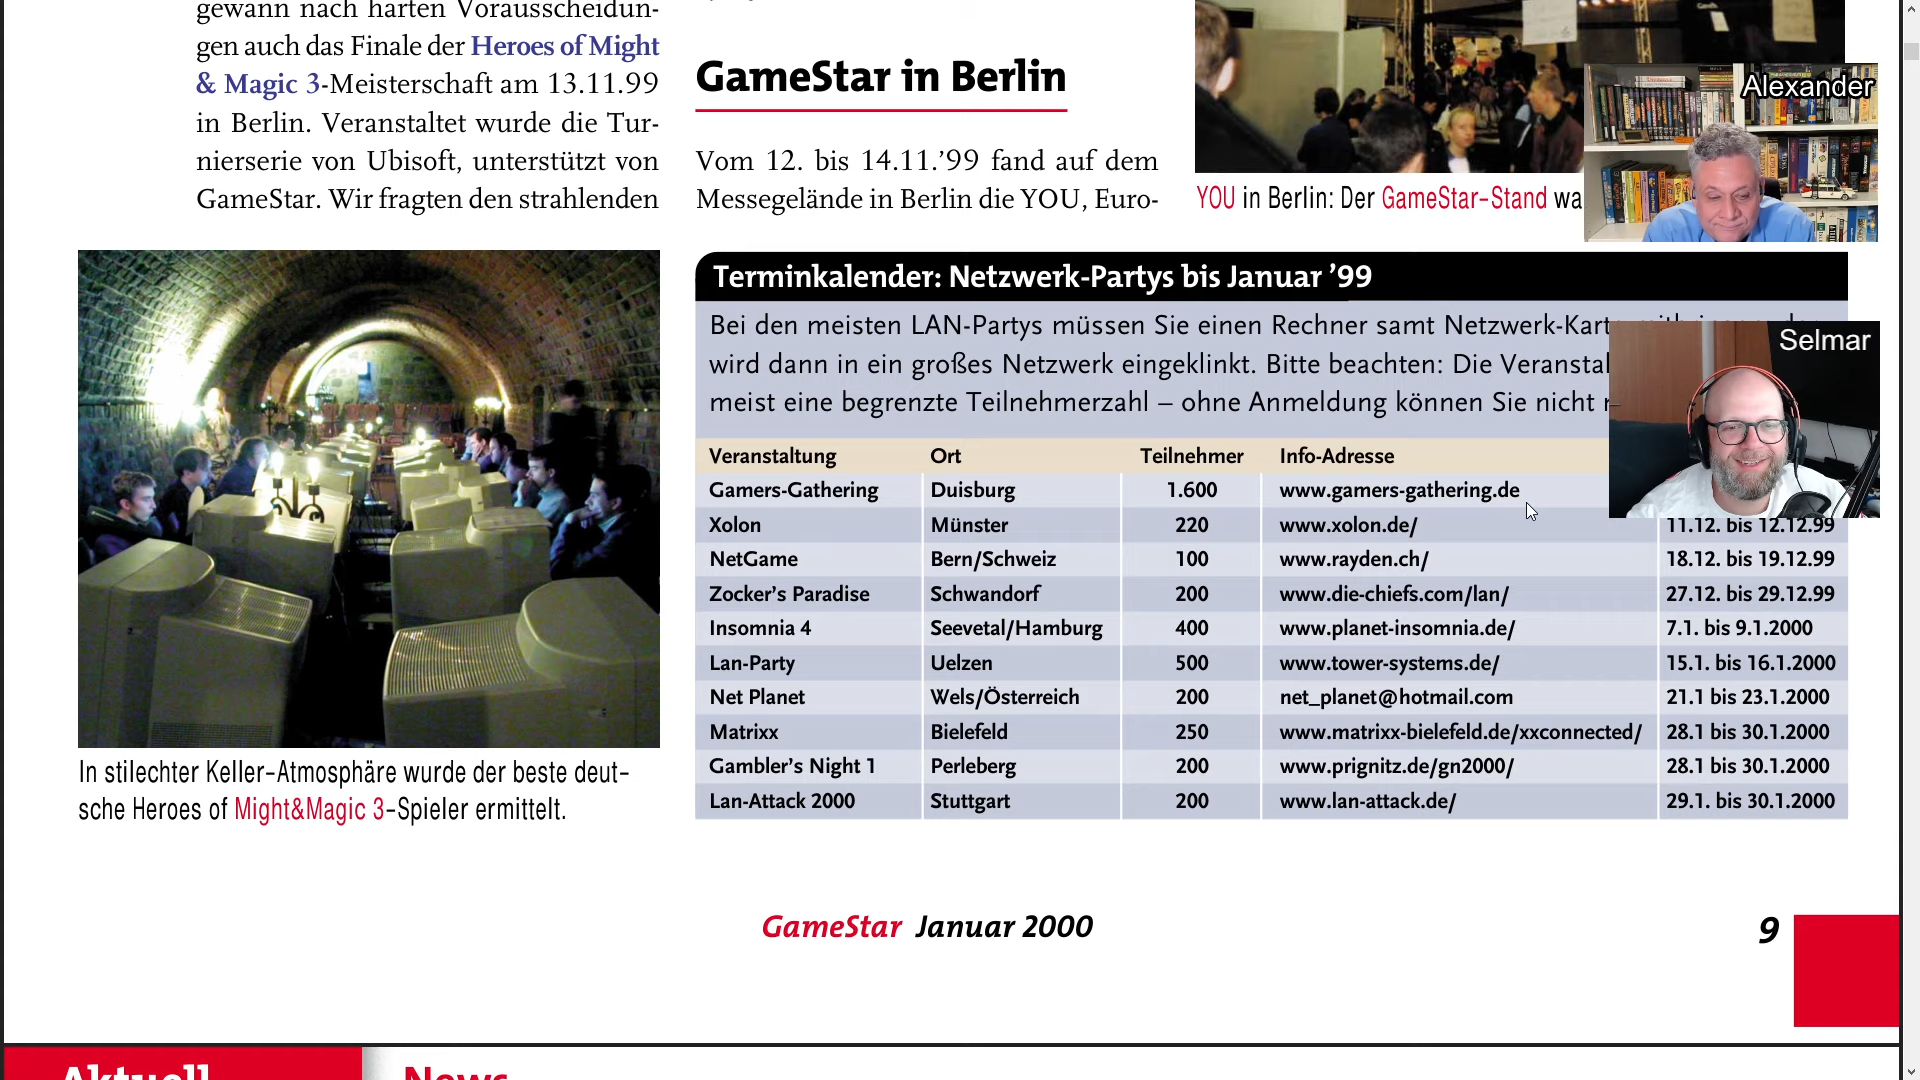 gewann nach harten Vorausscheidun-
gen auch das Finale der Heroes of Might
& Magic 3-Meisterschaft am 13.11.99
in Berlin. Veranstaltet wurde die Tur-
nierserie von Ubisoft, unterstützt von
GameStar. Wir fragten den strahlenden
In stilechter Keller-Atmosphäre wurde der beste deut-
sche Heroes of Might&Magic 3-Spieler ermittelt.
GameStar in Berlin
Vom 12. bis 14.11.’99 fand auf dem
Messegelände in Berlin die YOU, Euro-
YOU in Berlin: Der GameStar-Stand wa
Alexander
Selmar
Terminkalender: Netzwerk-Partys bis Januar ’99
Bei den meisten LAN-Partys müssen Sie einen Rechner samt
wird dann in ein großes Netzwerk eingeklinkt. Bitte beachten: Die
meist eine begrenzte Teilnehmerzahl – ohne Anmeldung können Sie nicht
Veranstaltung Ort Teilnehmer Info-Adresse
Gamers-Gathering Duisburg 1.600 www.gamers-gathering.de
Xolon Münster 220 www.xolon.de/ 11.12. bis 12.12.99
NetGame Bern/Schweiz 100 www.rayden.ch/ 18.12. bis 19.12.99
Zocker’s Paradise Schwandorf 200 www.die-chiefs.com/lan/ 27.12. bis 29.12.99
Insomnia 4 Seevetal/Hamburg 400 www.planet-insomnia.de/ 7.1. bis 9.1.2000
Lan-Party Uelzen 500 www.tower-systems.de/ 15.1. bis 16.1.2000
Net Planet Wels/Österreich 200 net_planet@hotmail.com 21.1 bis 23.1.2000
Matrixx Bielefeld 250 www.matrixx-bielefeld.de/xxconnected/ 28.1 bis 30.1.2000
Gambler’s Night 1 Perleberg 200 www.prignitz.de/gn2000/ 28.1 bis 30.1.2000
Lan-Attack 2000 Stuttgart 200 www.lan-attack.de/ 29.1. bis 30.1.2000
GameStar Januar 2000
9
Aktuell
News